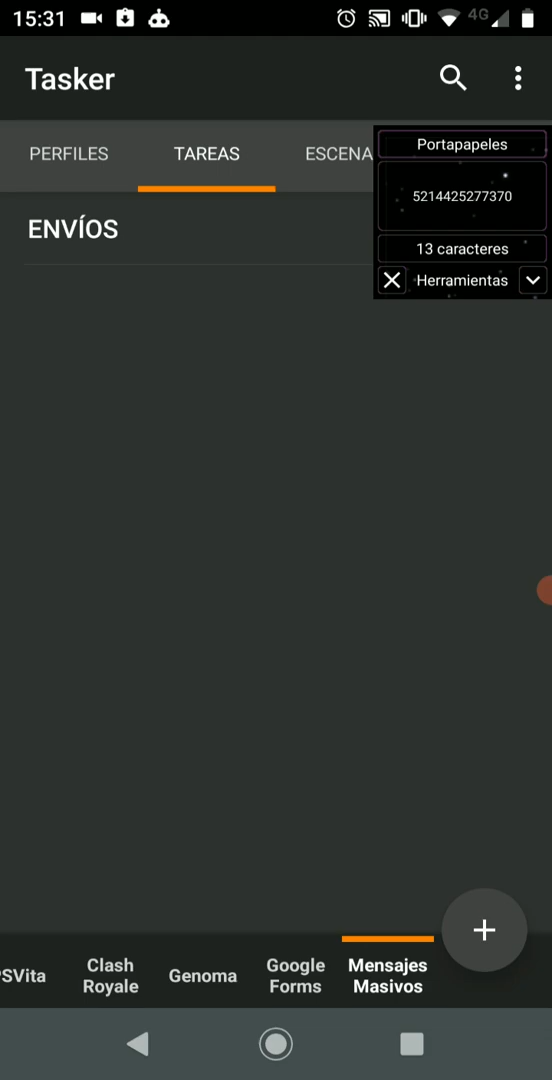 15:31
4G
Tasker
PERFILES
TAREAS
ESCENA
Portapapeles
5214425277370
13 caracteres
Herramientas
ENVÍOS
SVita
Clash
Royale
Genoma
Google
Forms
Mensajes
Masivos